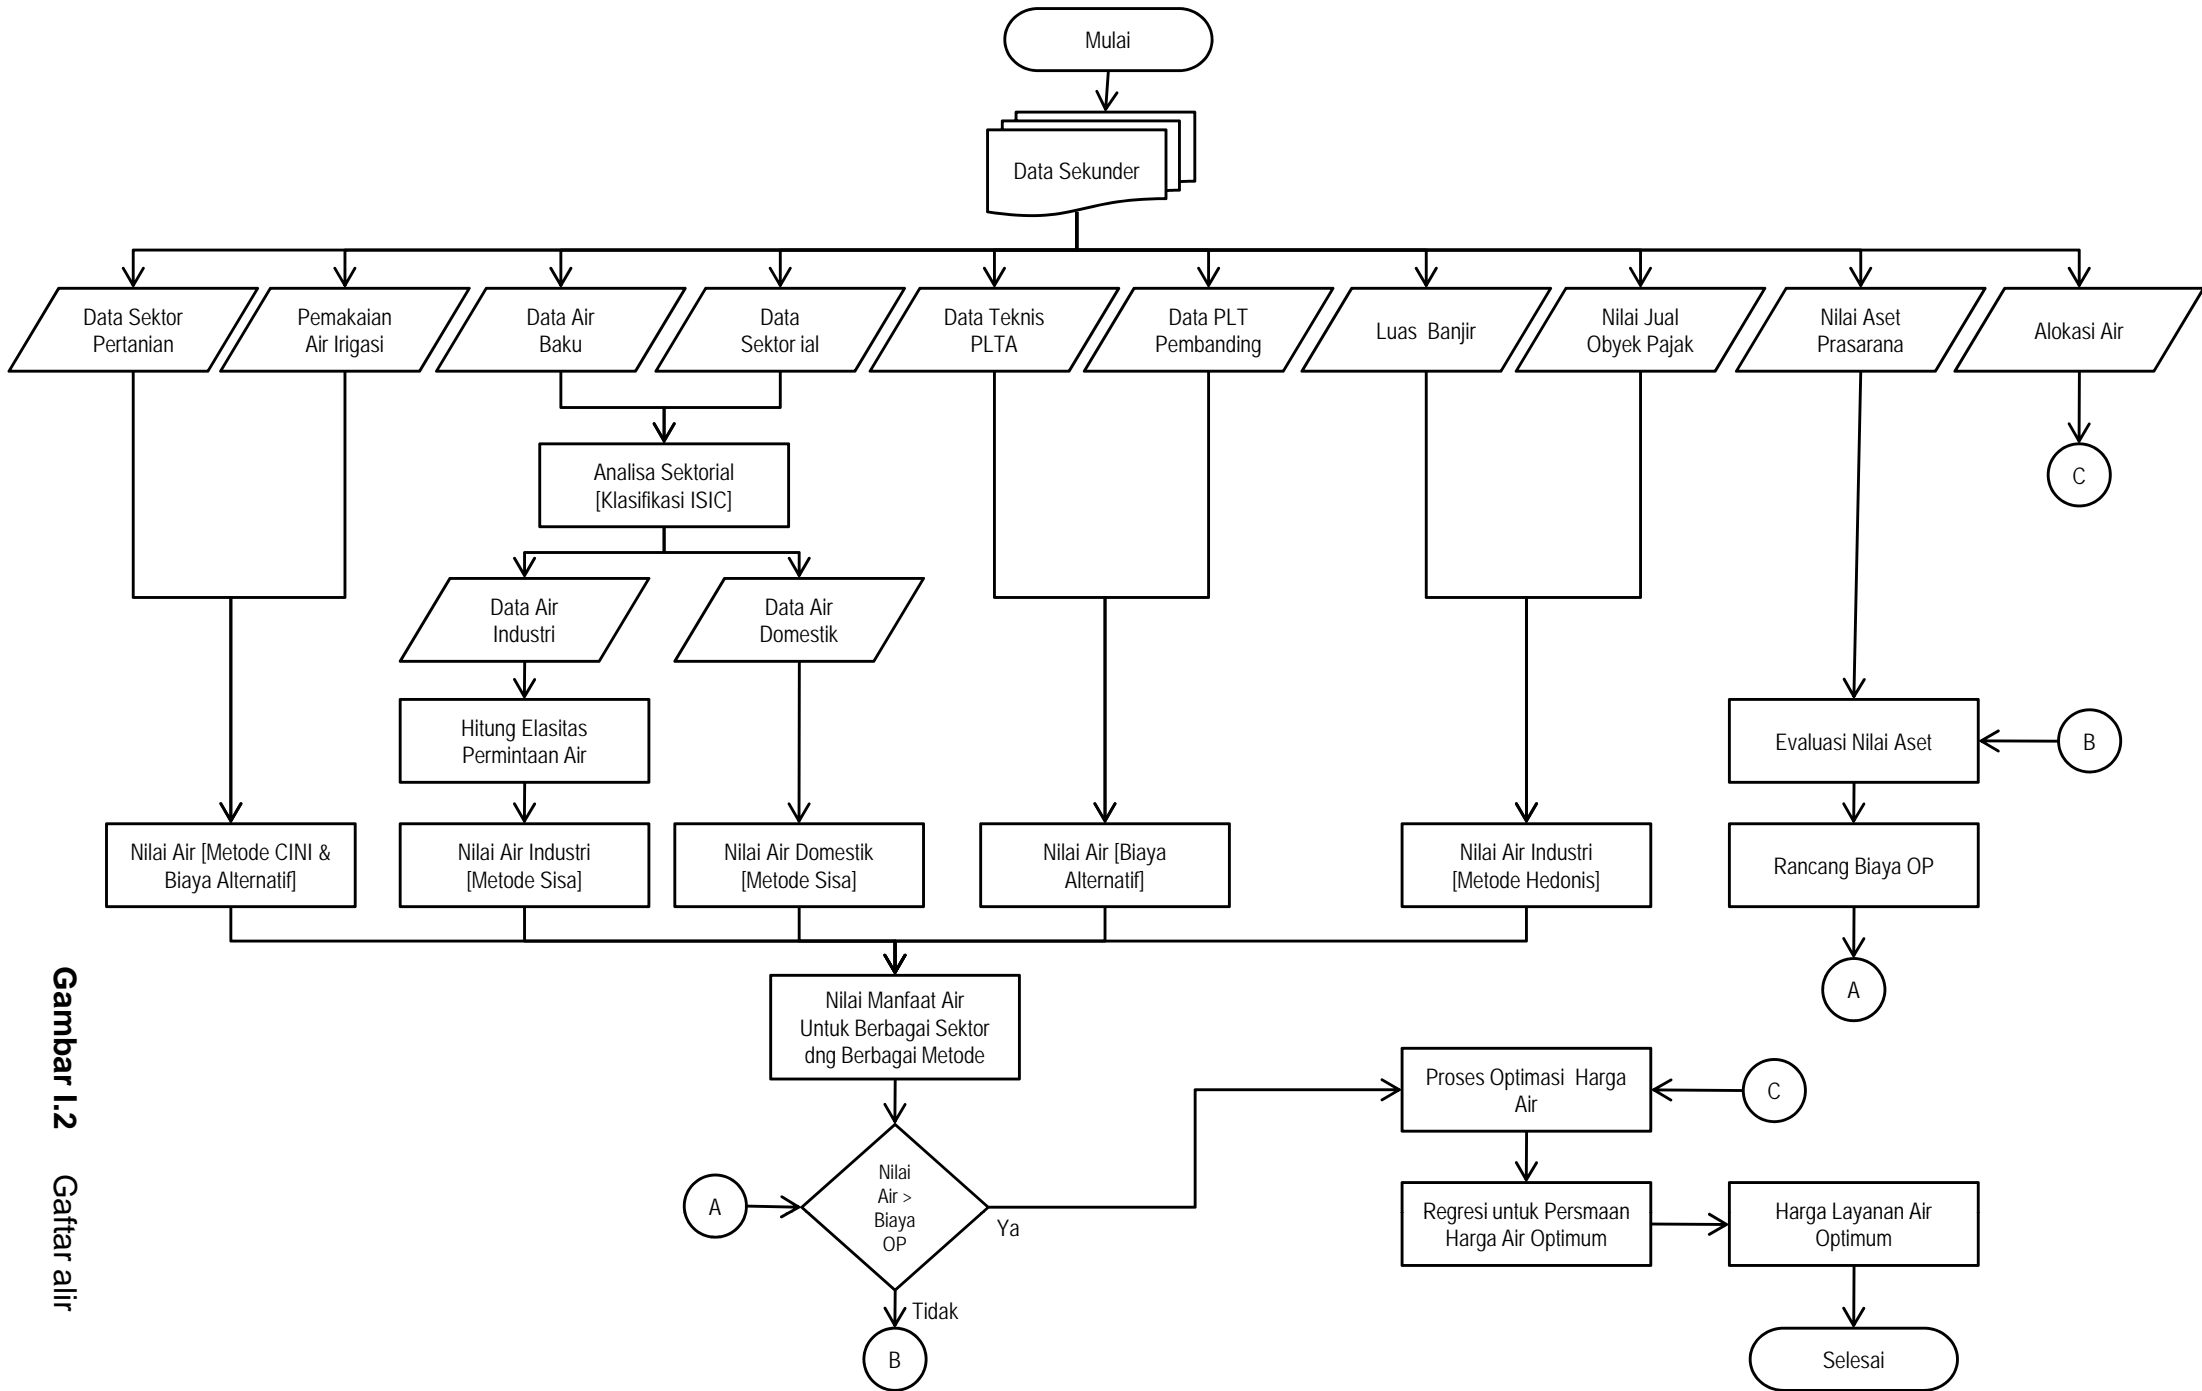 Mulai
Data Sekunder
Data Sektor
Pertanian
Pemakaian
Air Irigasi
Data Air
Baku
Data
Sektor ial
Data Teknis
PLTA
Data PLT
Pembanding
Luas Banjir
Nilai Jual
Obyek Pajak
Nilai Aset
Prasarana
Alokasi Air
C
Analisa Sektorial
[Klasifikasi ISIC]
Data Air
Industri
Data Air
Domestik
Hitung Elasitas
Permintaan Air
Evaluasi Nilai Aset
B
Nilai Air [Metode CINI &
Biaya Alternatif]
Nilai Air Industri
[Metode Sisa]
Nilai Air Domestik
[Metode Sisa]
Nilai Air [Biaya
Alternatif]
Nilai Air Industri
[Metode Hedonis]
Rancang Biaya OP
A
Nilai Manfaat Air
Untuk Berbagai Sektor
dng Berbagai Metode
Proses Optimasi Harga
Air
C
A
Nilai
Air >
Biaya
OP
Ya
Tidak
B
Regresi untuk Persmaan
Harga Air Optimum
Harga Layanan Air
Optimum
Selesai
Gambar I.2 Gaftar alir